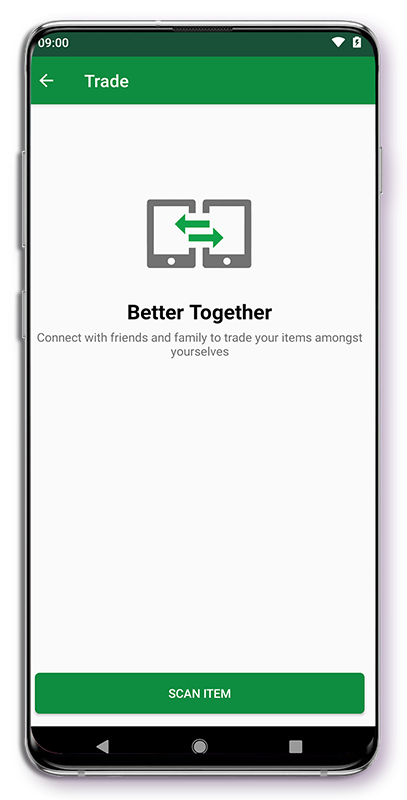 09:00
Trade
Better Together
Connect with friends and family to trade your items amongst
yourselves
SCAN ITEM